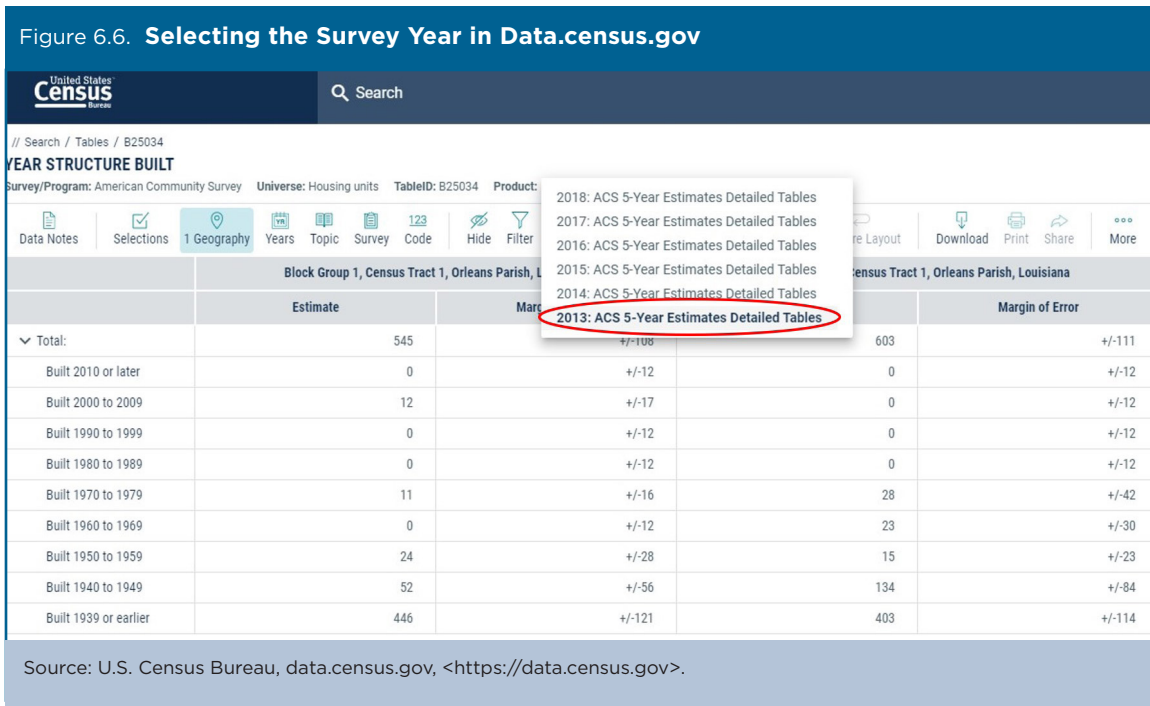 Figure 6.6. Selecting the Survey Year in Data.census.gov
United States
Census
Bureau
Search
// Search / Tables / B25034
YEAR STRUCTURE BUILT
Survey/Program: American Community Survey Universe: Housing units TableID: B25034 Product:
2018: ACS 5-Year Estimates Detailed Tables
2017: ACS 5-Year Estimates Detailed Tables
2016: ACS 5-Year Estimates Detailed Tables
2015: ACS 5-Year Estimates Detailed Tables
2014: ACS 5-Year Estimates Detailed Tables
2013: ACS 5-Year Estimates Detailed Tables
Data Notes Selections 1 Geography YR Years Topic Survey 123 Code Hide Filter re Layout Download Print Share More
Block Group 1, Census Tract 1, Orleans Parish, L ensus Tract 1, Orleans Parish, Louisiana
Estimate Marg Margin of Error
Total: 545 +/-108 603 +/-111
Built 2010 or later 0 +/-12 0 +/-12
Built 2000 to 2009 12 +/-17 0 +/-12
Built 1990 to 1999 0 +/-12 0 +/-12
Built 1980 to 1989 0 +/-12 0 +/-12
Built 1970 to 1979 11 +/-16 28 +/-42
Built 1960 to 1969 0 +/-12 23 +/-30
Built 1950 to 1959 24 +/-28 15 +/-23
Built 1940 to 1949 52 +/-56 134 +/-84
Built 1939 or earlier 446 +/-121 403 +/-114
Source: U.S. Census Bureau, data.census.gov, <https://data.census.gov>.